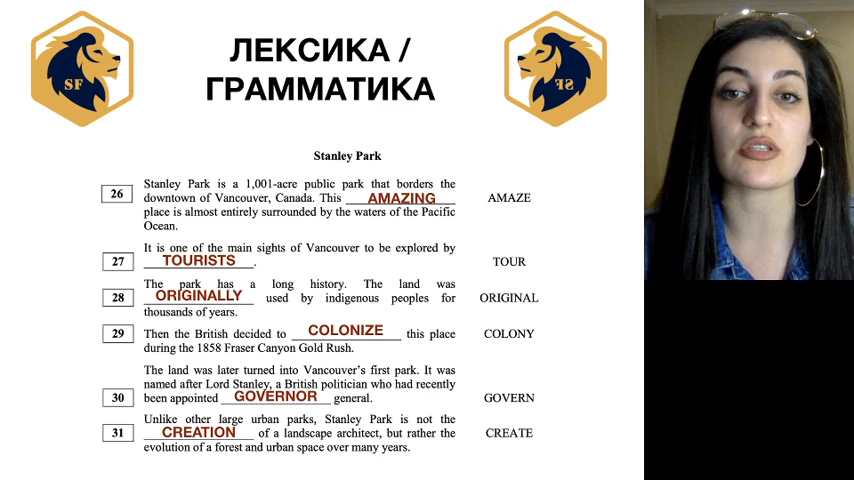 SF
ЛЕКСИКА /
ГРАММАТИКА
SF
Stanley Park
26
Stanley Park is a 1,001-acre public park that borders the
downtown of Vancouver, Canada. This AMAZING
place is almost entirely surrounded by the waters of the Pacific
Ocean.
AMAZE
27
It is one of the main sights of Vancouver to be explored by
TOURISTS.
TOUR
28
The park has a long history. The land was
ORIGINALLY used by indigenous peoples for
thousands of years.
ORIGINAL
29
Then the British decided to COLONIZE this place
during the 1858 Fraser Canyon Gold Rush.
COLONY
30
The land was later turned into Vancouver's first park. It was
named after Lord Stanley, a British politician who had recently
been appointed GOVERNOR general.
GOVERN
31
Unlike other large urban parks, Stanley Park is not the
CREATION of a landscape architect, but rather the
evolution of a forest and urban space over many years.
CREATE